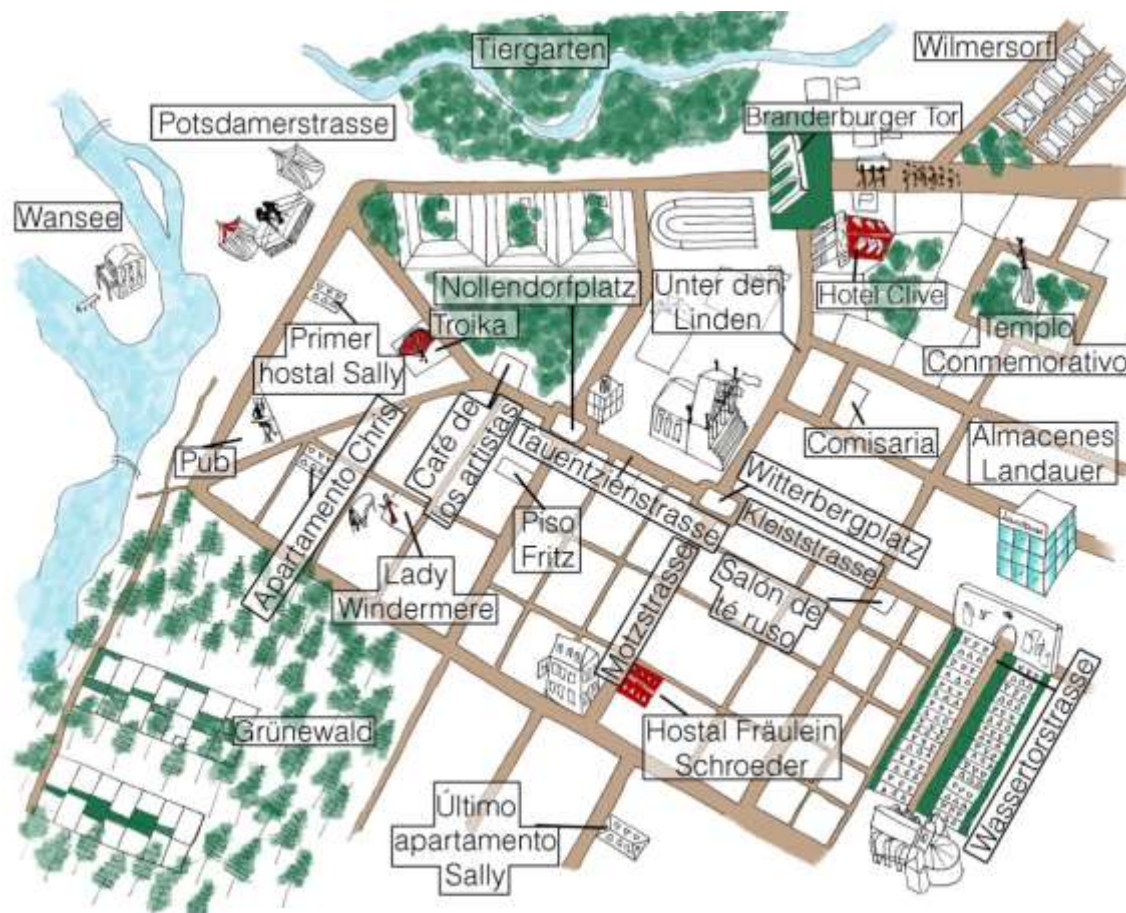 Tiergarten
Wilmersorf
Potsdamerstrasse
Branderburger Tor
Wansee
Nollendorfplatz
Unter den
Linden
Hotel Clive
Primer
hostal Sally
Troika
Templo
Conmemorativo
Pub
Apartamento Chris
Café de
los artistas
Tauentzienstrasse
Comisaria
Almacenes
Landauer
Piso
Fritz
Witterbergplatz
Kleiststrasse
Lady
Windermere
Motzstrasse
Salón de
té ruso
Wassertorstrasse
Grünewald
Hostal Fräulein
Schroeder
Último
apartamento
Sally